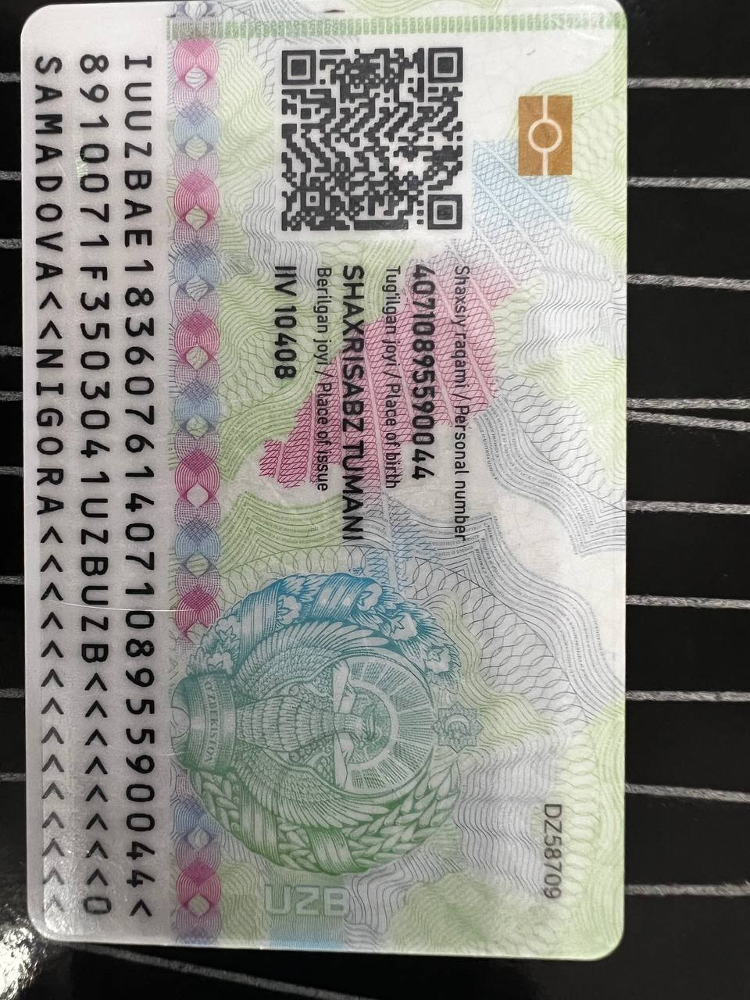 Shaxsiy raqami / Personal number
40710895590044
Tug'ilgan joyi / Place of birth
SHAXRISABZ TUMANI
Berilgan joyi / Place of issue
IIV 10408
DZ58709
O'ZBEKISTON
UZB
IUUZBAE1836076140710895590044<
8910071F3503041UZBUZB<<<<<<<0
SAMADOVA<<NIGORA<<<<<<<<<<<<<<